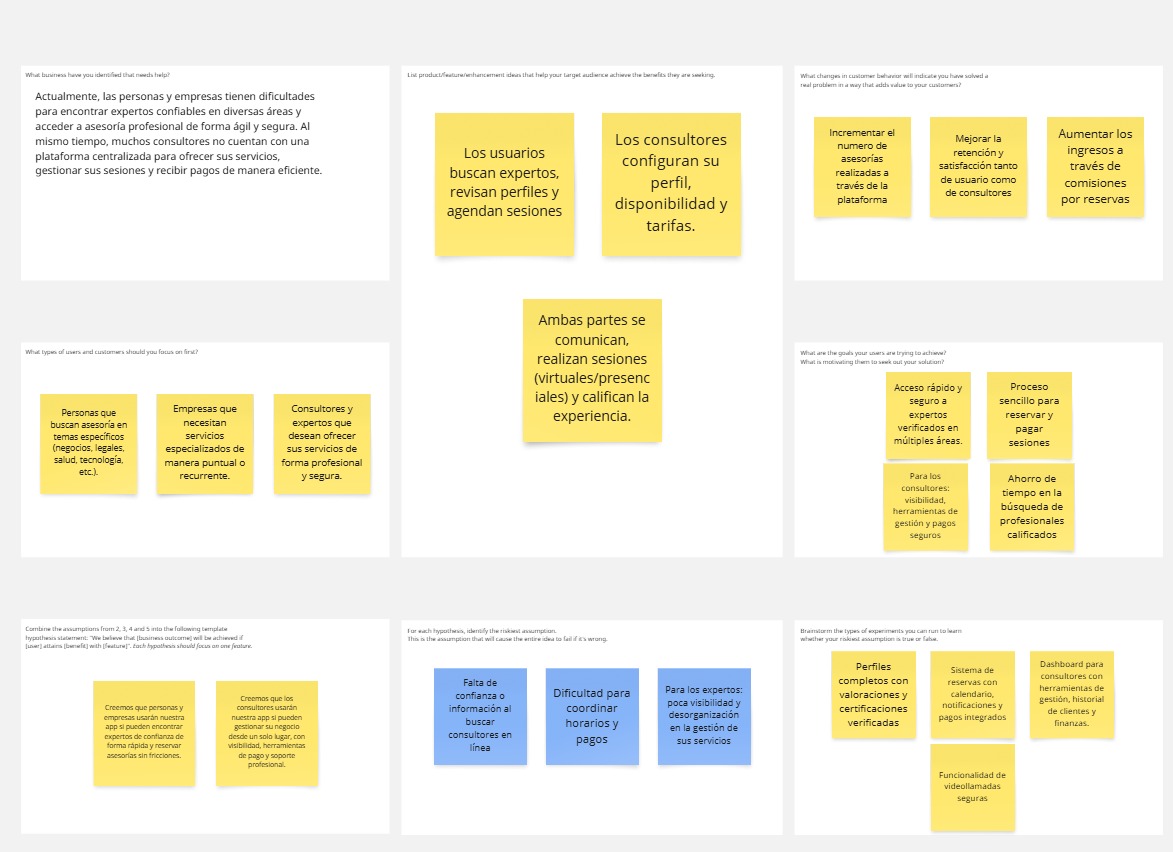 What business have you identified that needs help?
Actualmente, las personas y empresas tienen dificultades
para encontrar expertos confiables en diversas áreas y
acceder a asesoría profesional de forma ágil y segura. Al
mismo tiempo, muchos consultores no cuentan con una
plataforma centralizada para ofrecer sus servicios,
gestionar sus sesiones y recibir pagos de manera eficiente.
List product/feature/enhancement ideas that help your target audience achieve the benefits they are seeking.
Los usuarios
buscan expertos,
revisan perfiles y
agendan sesiones
Los consultores
configuran su
perfil,
disponibilidad y
tarifas.
Ambas partes se
comunican,
realizan sesiones
(virtuales/presenc
iales) y califican la
experiencia.
What changes in customer behavior will indicate you have solved a
real problem in a way that adds value to your customers?
Incrementar el
numero de
asesorías
realizadas a
través de la
plataforma
Mejorar la
retención y
satisfacción tanto
de usuario como
de consultores
Aumentar los
ingresos a
través de
comisiones
por reservas
What types of users and customers should you focus on first?
Personas que
buscan asesoría en
temas específicos
(negocios, legales,
salud, tecnología,
etc.).
Empresas que
necesitan
servicios
especializados de
manera puntual o
recurrente.
Consultores y
expertos que
desean ofrecer
sus servicios de
forma profesional
y segura.
What are the goals your users are trying to achieve?
What is motivating them to seek out your solution?
Acceso rápido y
seguro a
expertos
verificados en
múltiples áreas.
Proceso
sencillo para
reservar y
pagar
sesiones
Para los
consultores:
visibilidad,
herramientas de
gestión y pagos
seguros
Ahorro de
tiempo en la
búsqueda de
profesionales
calificados
Combine the assumptions from 2, 3, 4 and 5 into the following template
hypothesis statement: "We believe that [business outcome] will be achieved if
[user] attains [benefit] with [feature]". Each hypothesis should focus on one feature.
Creemos que personas y
empresas usarán nuestra
app si pueden encontrar
expertos de confianza de
forma rápida y reservar
asesorías sin fricciones.
Creemos que los
consultores usarán
nuestra app si pueden
gestionar su negocio
desde un solo lugar, con
visibilidad, herramientas
de pago y soporte
profesional.
For each hypothesis, identify the riskiest assumption.
This is the assumption that will cause the entire idea to fail if it's wrong.
Falta de
confianza o
información al
buscar
consultores en
línea
Dificultad para
coordinar
horarios y
pagos
Para los expertos:
poca visibilidad y
desorganización
en la gestión de
sus servicios
Brainstorm the types of experiments you can run to learn
whether your riskiest assumption is true or false.
Perfiles
completos con
valoraciones y
certificaciones
verificadas
Sistema de
reservas con
calendario,
notificaciones y
pagos integrados
Dashboard para
consultores con
herramientas de
gestión, historial
de clientes y
finanzas.
Funcionalidad de
videollamadas
seguras